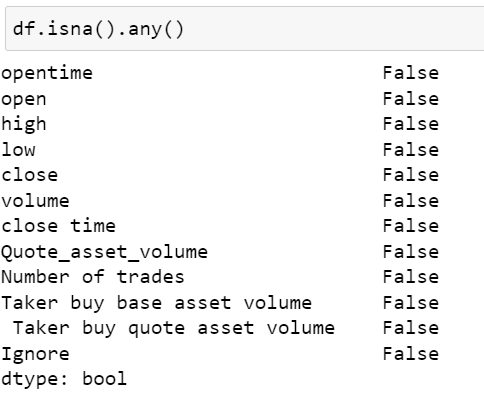 df.isna().any()
opentime False
open False
high False
low False
close False
volume False
close time False
Quote_asset_volume False
Number of trades False
Taker buy base asset volume False
 Taker buy quote asset volume False
Ignore False
dtype: bool